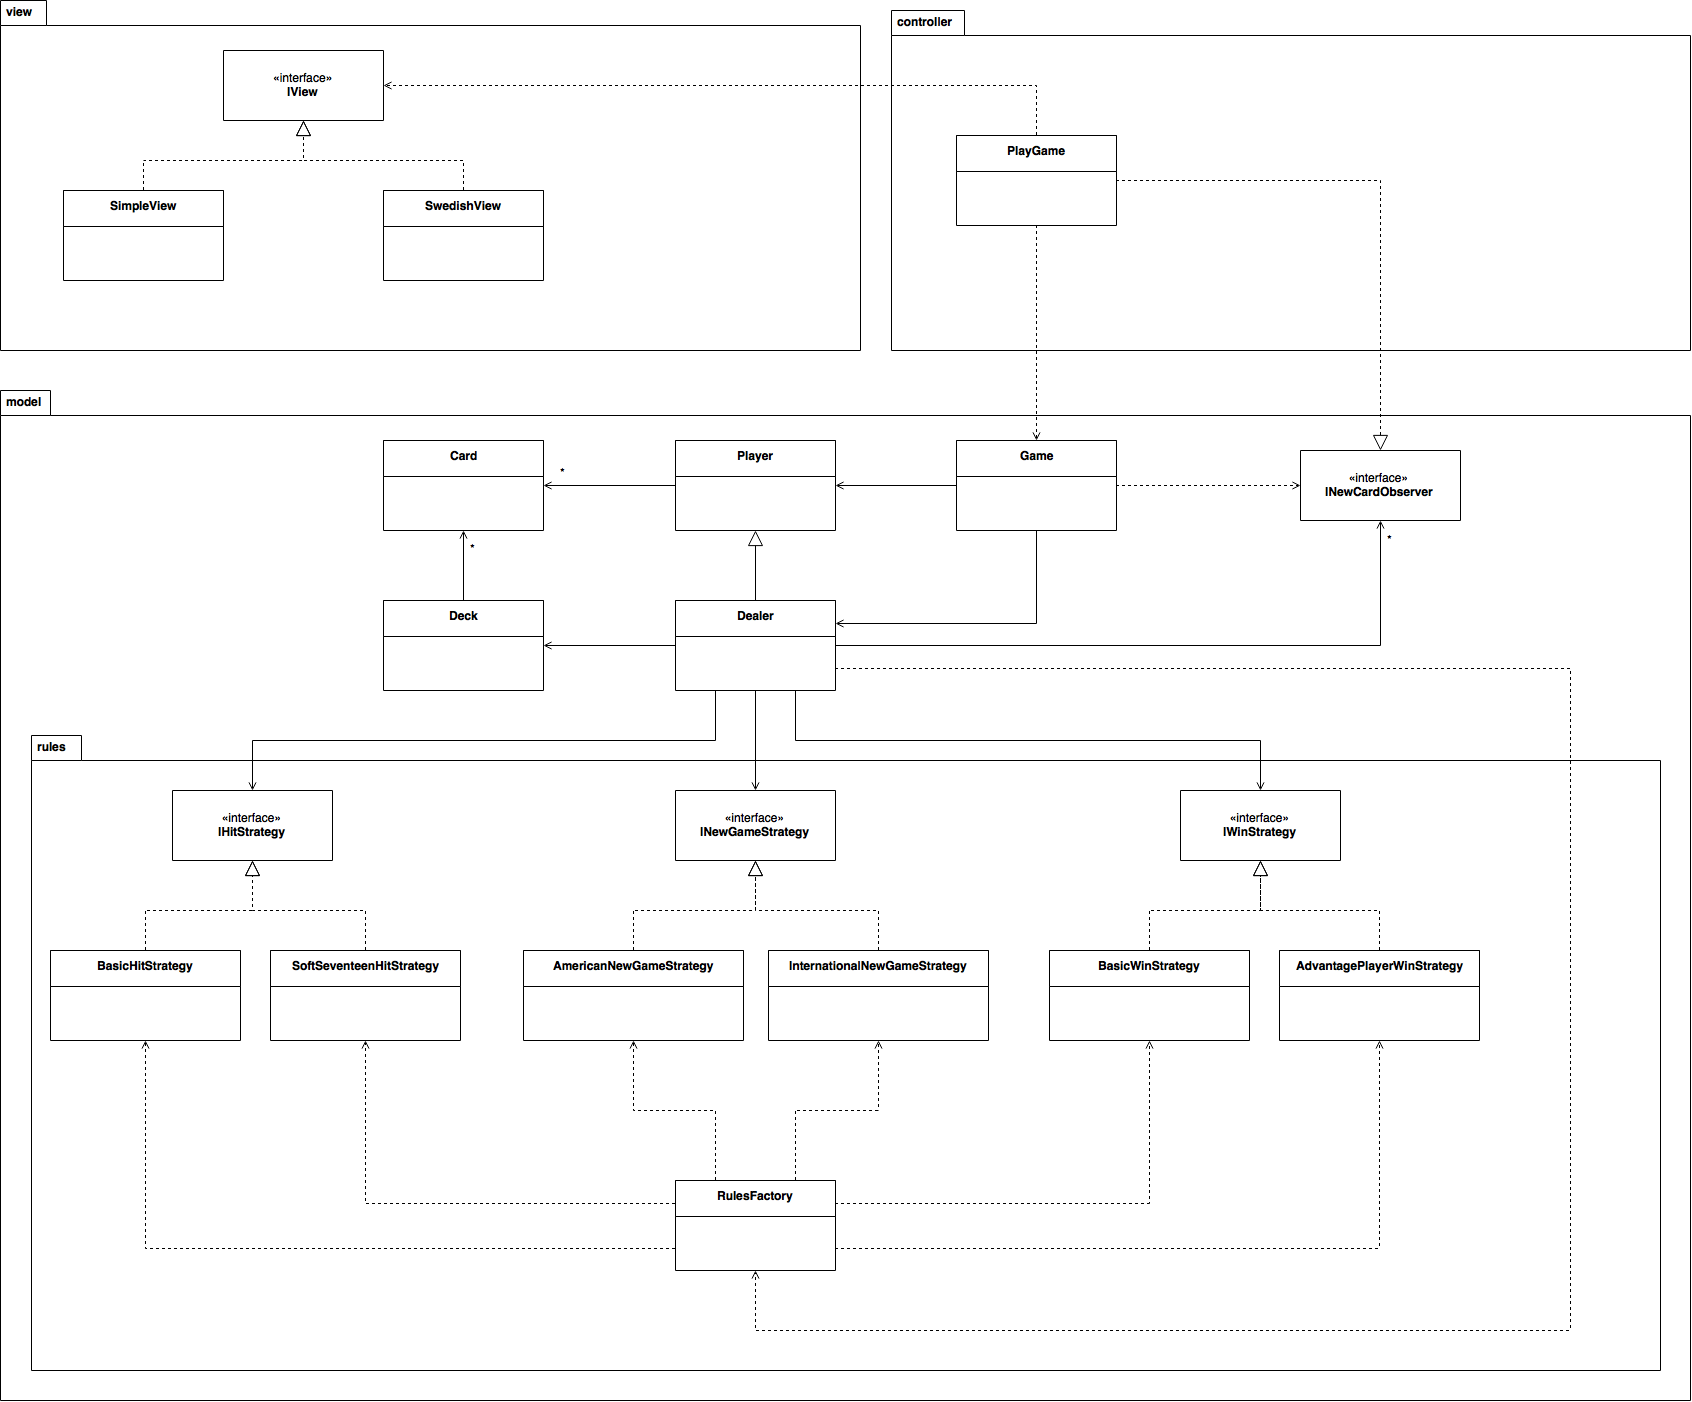 view
controller
«interface»
IView
PlayGame
SimpleView
SwedishView
model
Card
Player
Game
*
«interface»
INewCardObserver
*
*
Deck
Dealer
rules
«interface»
IHitStrategy
«interface»
INewGameStrategy
«interface»
IWinStrategy
BasicHitStrategy
SoftSeventeenHitStrategy
AmericanNewGameStrategy
InternationalNewGameStrategy
BasicWinStrategy
AdvantagePlayerWinStrategy
RulesFactory